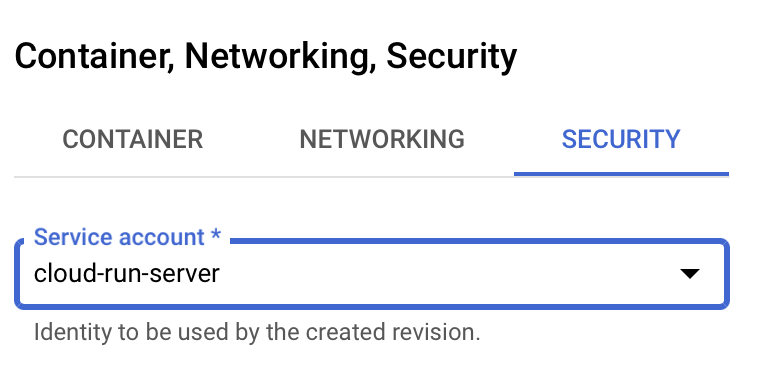 Container, Networking, Security
CONTAINER NETWORKING SECURITY
Service account *
cloud-run-server
Identity to be used by the created revision.